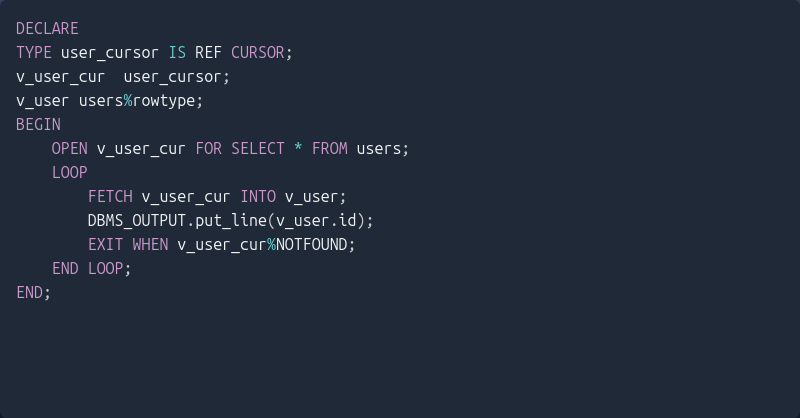 DECLARE
TYPE user_cursor IS REF CURSOR;
v_user_cur  user_cursor;
v_user users%rowtype;
BEGIN
    OPEN v_user_cur FOR SELECT * FROM users;
    LOOP
        FETCH v_user_cur INTO v_user;
        DBMS_OUTPUT.put_line(v_user.id);
        EXIT WHEN v_user_cur%NOTFOUND;
    END LOOP;
END;